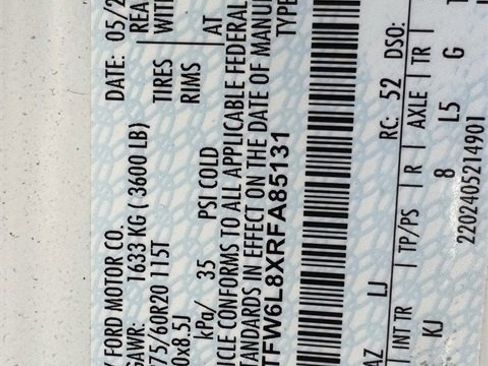 Y FORD MOTOR CO. DATE: 05/2
GAWR: 1633 KG ( 3600 LB) REA
75/60R20 115T TIRES WITH
0x8.5J RIMS
kPa/ 35 PSI COLD AT
ICLE CONFORMS TO ALL APPLICABLE FEDERAL
TANDARDS IN EFFECT ON THE DATE OF MANU
TFW6L8XRFA85131 TYPE
AZ LJ RC: 52 DSO:
INT TR TP/PS R AXLE TR
KJ 8 L5 G
2202405214901